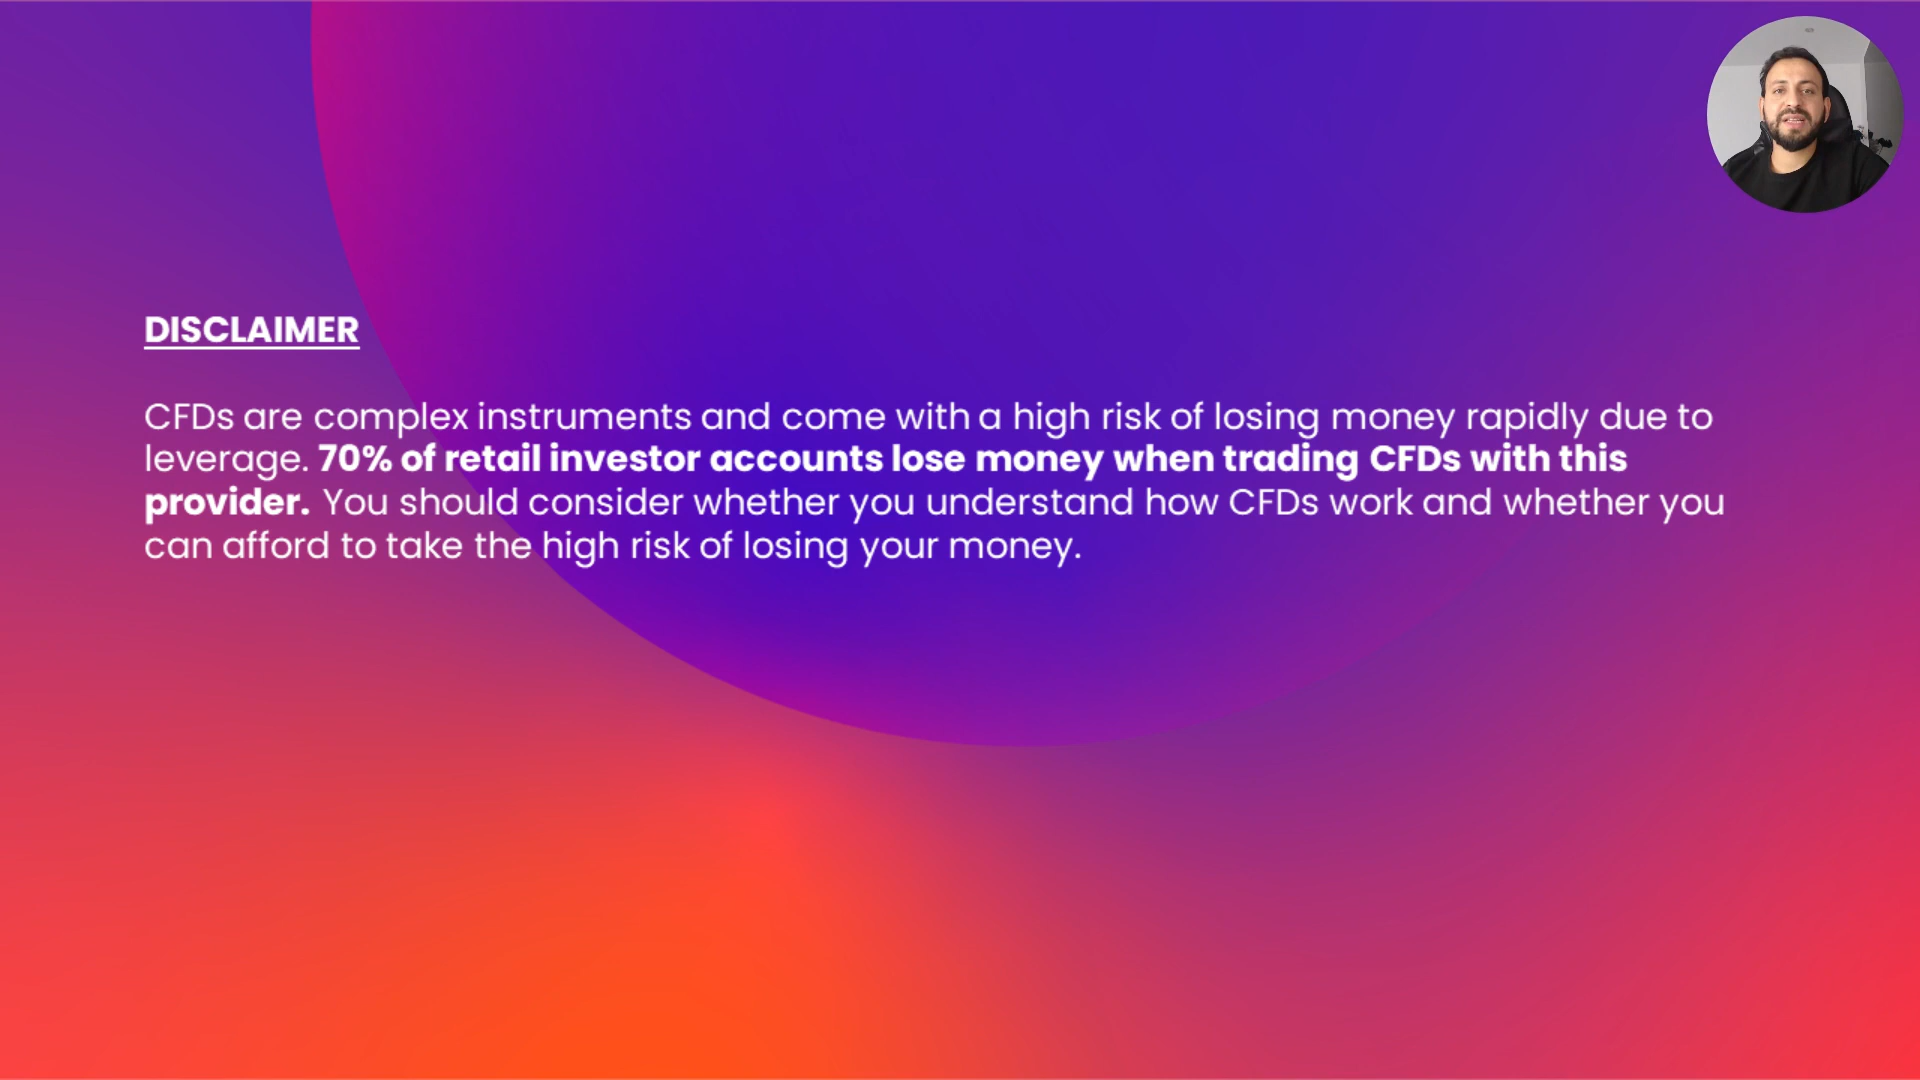 DISCLAIMER
CFDs are complex instruments and come with a high risk of losing money rapidly due to
leverage. 70% of retail investor accounts lose money when trading CFDs with this
provider. You should consider whether you understand how CFDs work and whether you
can afford to take the high risk of losing your money.